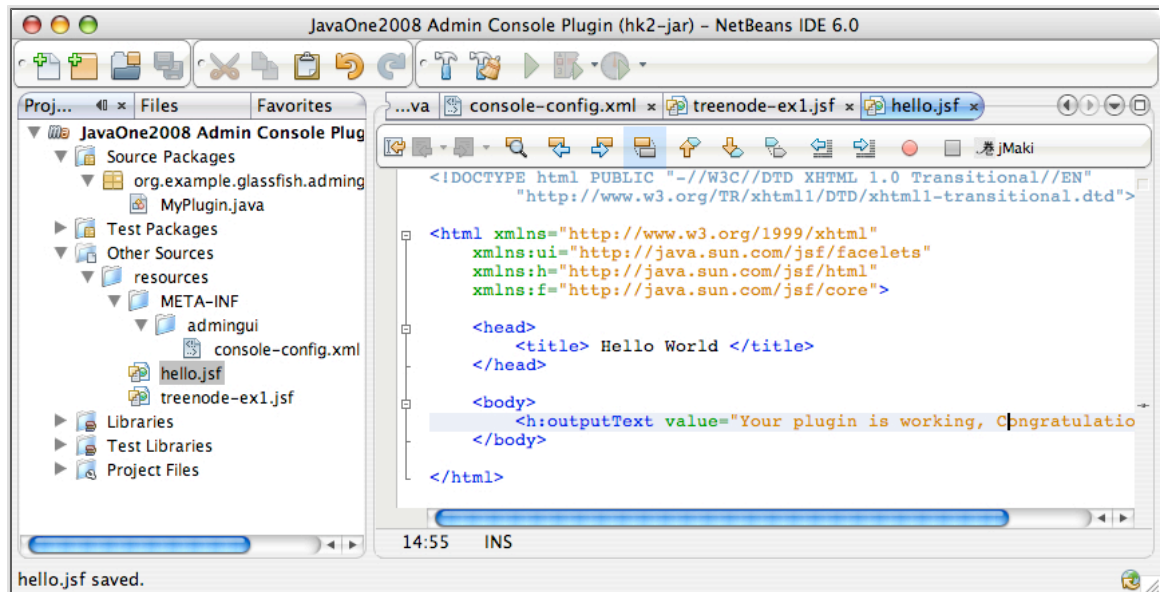 JavaOne2008 Admin Console Plugin (hk2-jar) – NetBeans IDE 6.0
Proj... Files Favorites
JavaOne2008 Admin Console Plug
Source Packages
org.example.glassfish.adming
MyPlugin.java
Test Packages
Other Sources
resources
META-INF
admingui
console-config.xml
hello.jsf
treenode-ex1.jsf
Libraries
Test Libraries
Project Files
...va console-config.xml treenode-ex1.jsf hello.jsf
jMaki
<!DOCTYPE html PUBLIC "-//W3C//DTD XHTML 1.0 Transitional//EN"
"http://www.w3.org/TR/xhtml1/DTD/xhtml1-transitional.dtd">
<html xmlns="http://www.w3.org/1999/xhtml"
xmlns:ui="http://java.sun.com/jsf/facelets"
xmlns:h="http://java.sun.com/jsf/html"
xmlns:f="http://java.sun.com/jsf/core">
<head>
<title> Hello World </title>
</head>
<body>
<h:outputText value="Your plugin is working, Congratulatio
</body>
</html>
14:55 INS
hello.jsf saved.